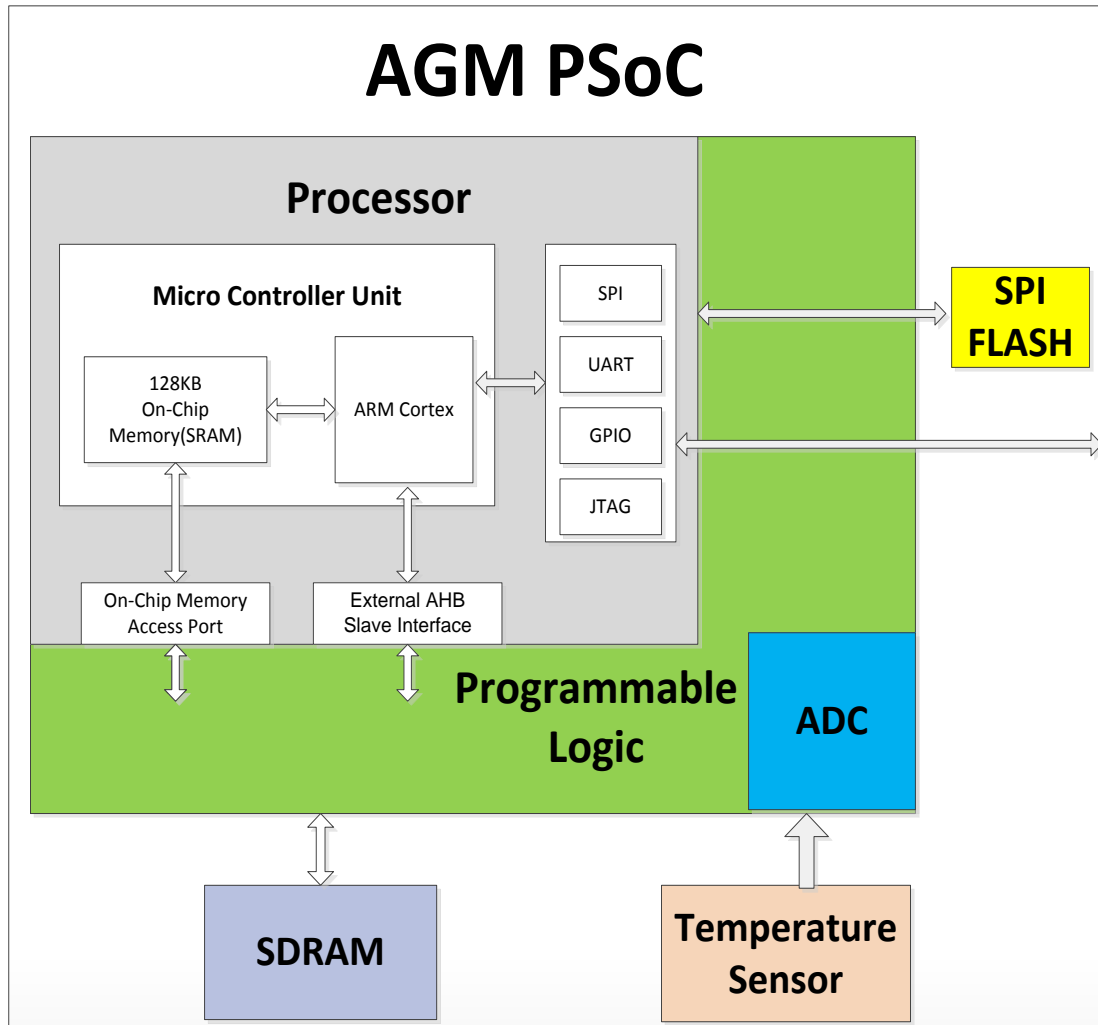 AGM PSoC
Processor
Micro Controller Unit
128KB
On-Chip
Memory(SRAM)
ARM Cortex
SPI
UART
GPIO
JTAG
SPI
FLASH
On-Chip Memory
Access Port
External AHB
Slave Interface
Programmable
Logic
ADC
SDRAM
Temperature
Sensor